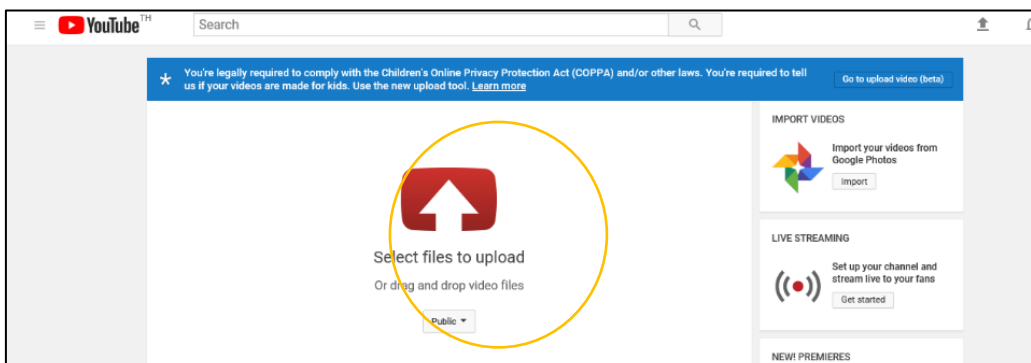 YouTube TH
Search
You're legally required to comply with the Children's Online Privacy Protection Act (COPPA) and/or other laws. You're required to tell
us if your videos are made for kids. Use the new upload tool. Learn more
Go to upload video (beta)
Select files to upload
Or drag and drop video files
Public
IMPORT VIDEOS
Import your videos from
Google Photos
Import
LIVE STREAMING
Set up your channel and
stream live to your fans
Get started
NEW! PREMIERES